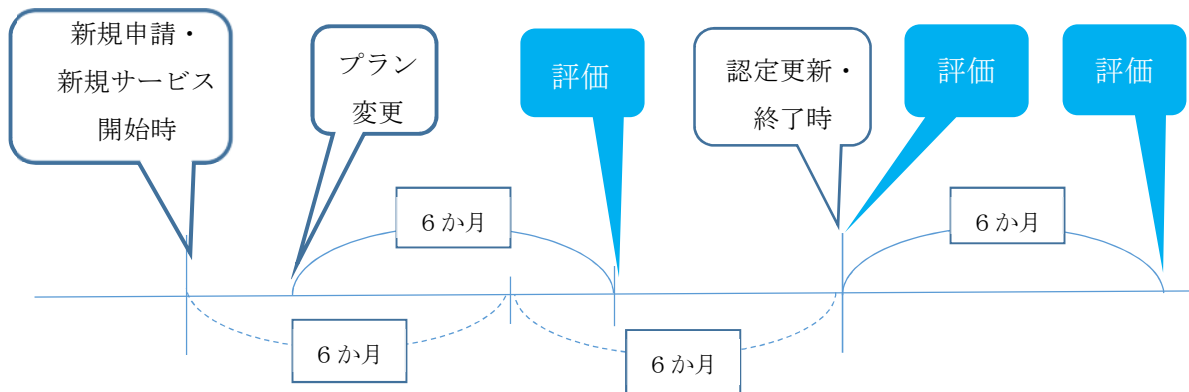 新規申請・
新規サービス
開始時
プラン
変更
評価
認定更新・
終了時
評価
評価
６か月
６か月
６か月
６か月